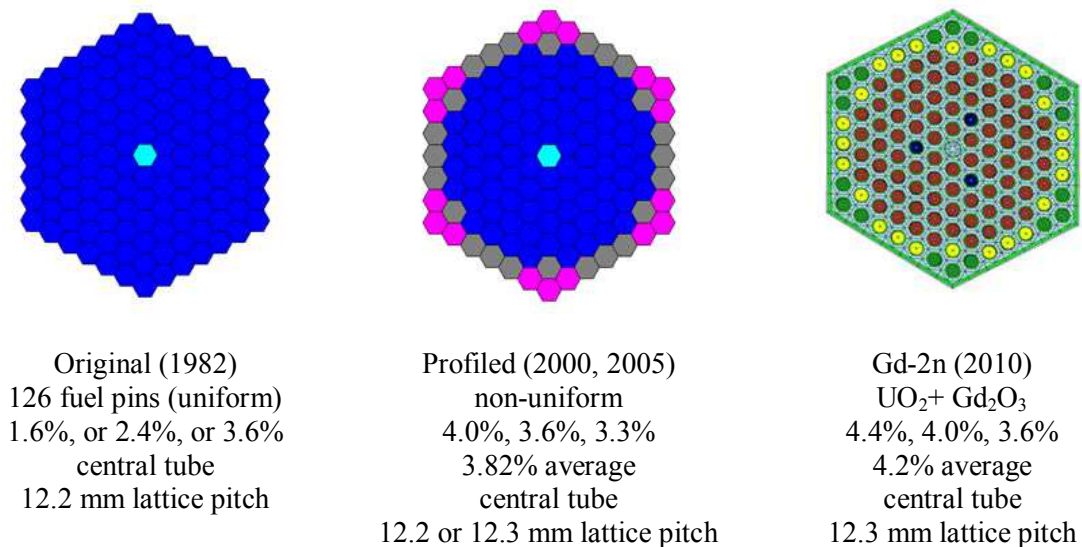 Original (1982)
126 fuel pins (uniform)
1.6%, or 2.4%, or 3.6%
central tube
12.2 mm lattice pitch
Profiled (2000, 2005)
non-uniform
4.0%, 3.6%, 3.3%
3.82% average
central tube
12.2 or 12.3 mm lattice pitch
Gd-2n (2010)
UO₂+ Gd₂O₃
4.4%, 4.0%, 3.6%
4.2% average
central tube
12.3 mm lattice pitch